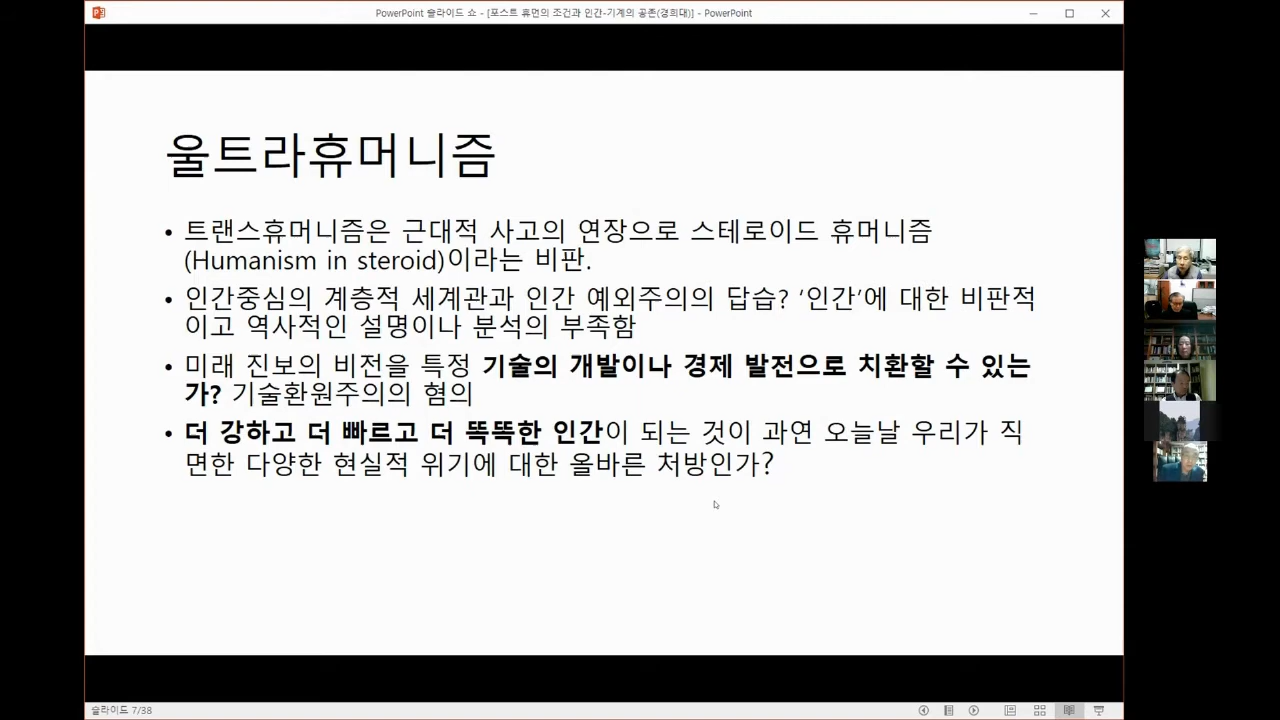 PowerPoint 슬라이드 쇼 - [포스트 휴먼의 조건과 인간-기계의 공존(경희대)] - PowerPoint
울트라휴머니즘
• 트랜스휴머니즘은 근대적 사고의 연장으로 스테로이드 휴머니즘
(Humanism in steroid)이라는 비판.
• 인간중심의 계층적 세계관과 인간 예외주의의 답습? ‘인간’에 대한 비판적
이고 역사적인 설명이나 분석의 부족함
• 미래 진보의 비전을 특정 기술의 개발이나 경제 발전으로 치환할 수 있는
가? 기술환원주의의 혐의
• 더 강하고 더 빠르고 더 똑똑한 인간이 되는 것이 과연 오늘날 우리가 직
면한 다양한 현실적 위기에 대한 올바른 처방인가?
슬라이드 7/38